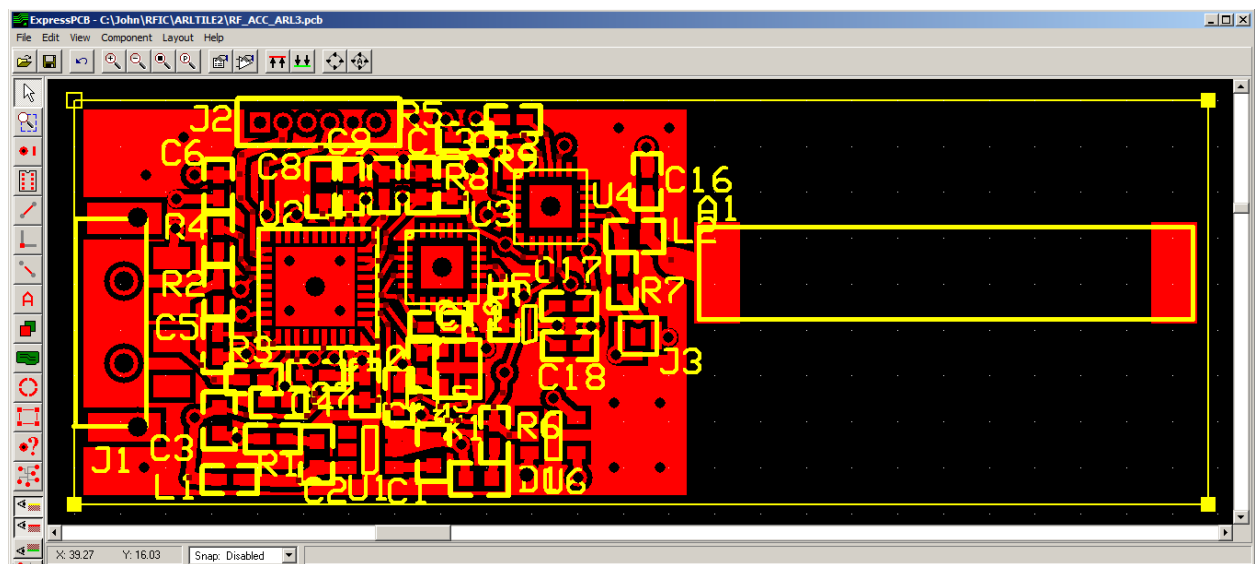 ExpressPCB - C:\John\RFIC\ARLTILE2\RF_ACC_ARL3.pcb
File Edit View Component Layout Help
J2
R5
C6
C8
C9
R9
R8
U4
C16
R4
U2
C3
A1
L2
R2
C17
R7
C5
R3
J3
C18
R6
J1
C3
R1
L1
C2
U1
C1
U6
X: 39.27 Y: 16.03 Snap: Disabled